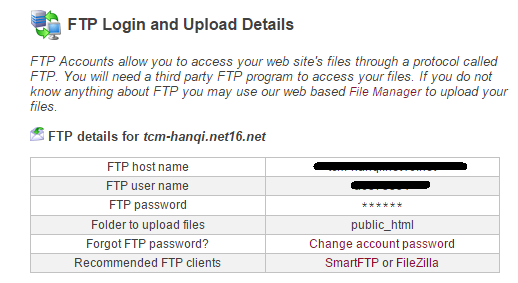 FTP Login and Upload Details
FTP Accounts allow you to access your web site's files through a protocol called
FTP. You will need a third party FTP program to access your files. If you do not
know anything about FTP you may use our web based File Manager to upload your
files.
FTP details for tcm-hanqi.net16.net
FTP host name
FTP user name
FTP password ******
Folder to upload files public_html
Forgot FTP password? Change account password
Recommended FTP clients SmartFTP or FileZilla